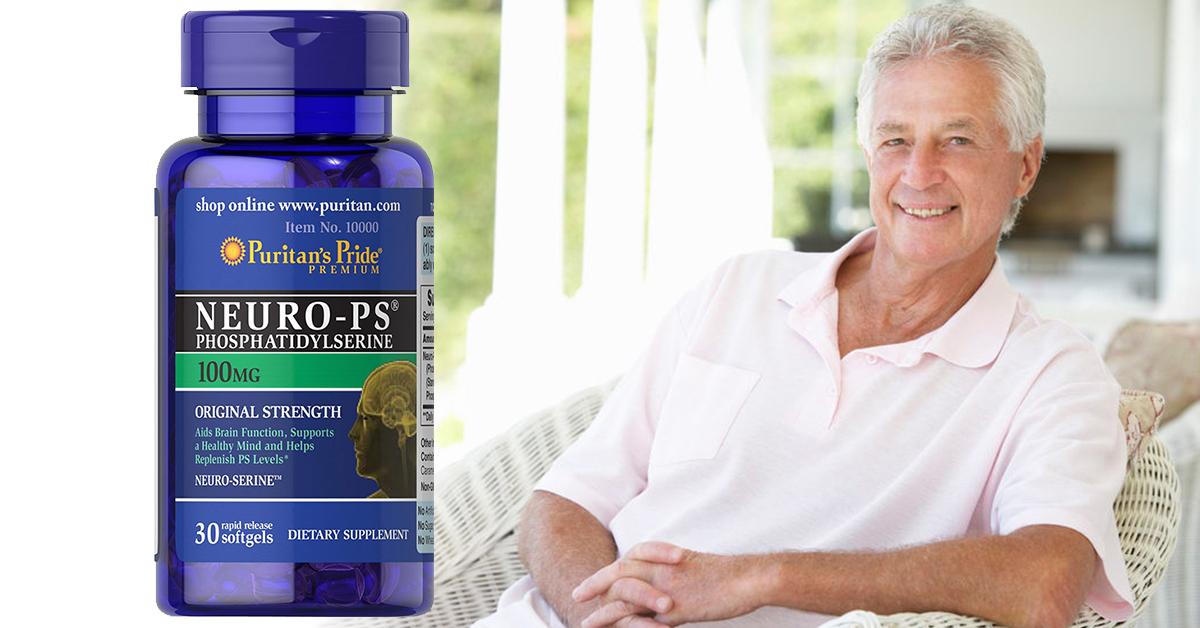 shop online www.puritan.com
Item No. 10000
Puritan's Pride®
PREMIUM
NEURO-PS®
PHOSPHATIDYLSERINE
100MG
ORIGINAL STRENGTH
Aids Brain Function, Supports
a Healthy Mind and Helps
Replenish PS Levels*
NEURO-SERINE™
30 rapid release softgels
DIETARY SUPPLEMENT
(1)